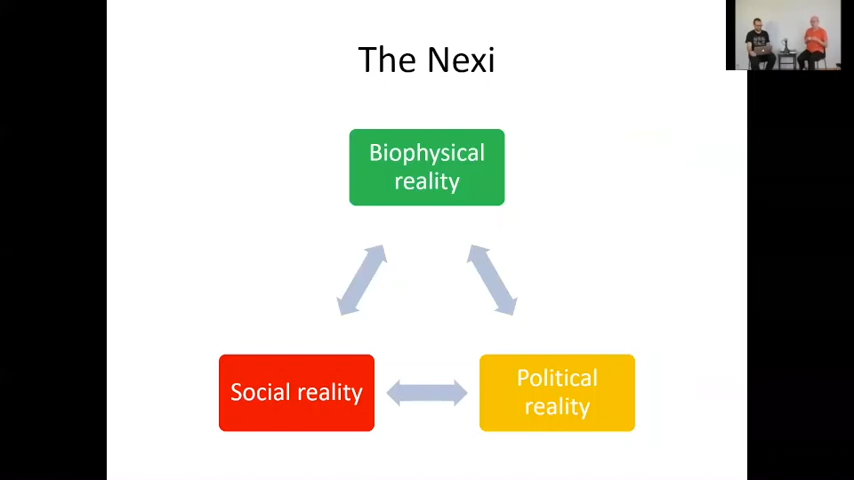 The Nexi
Biophysical
reality
Social reality
Political
reality